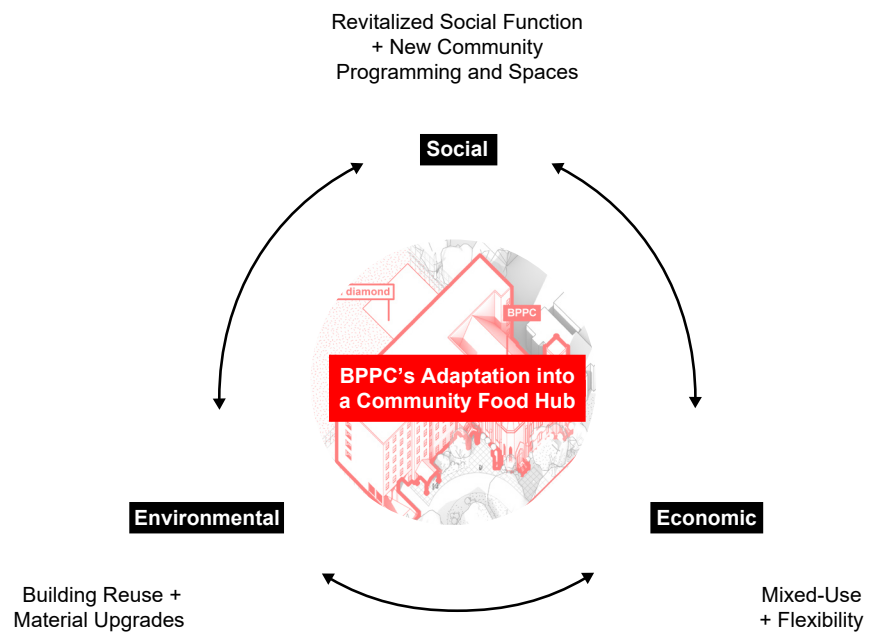 Revitalized Social Function
+ New Community
Programming and Spaces
Social
diamond
BPPC
BPPC’s Adaptation into
a Community Food Hub
Environmental
Economic
Building Reuse +
Material Upgrades
Mixed-Use
+ Flexibility